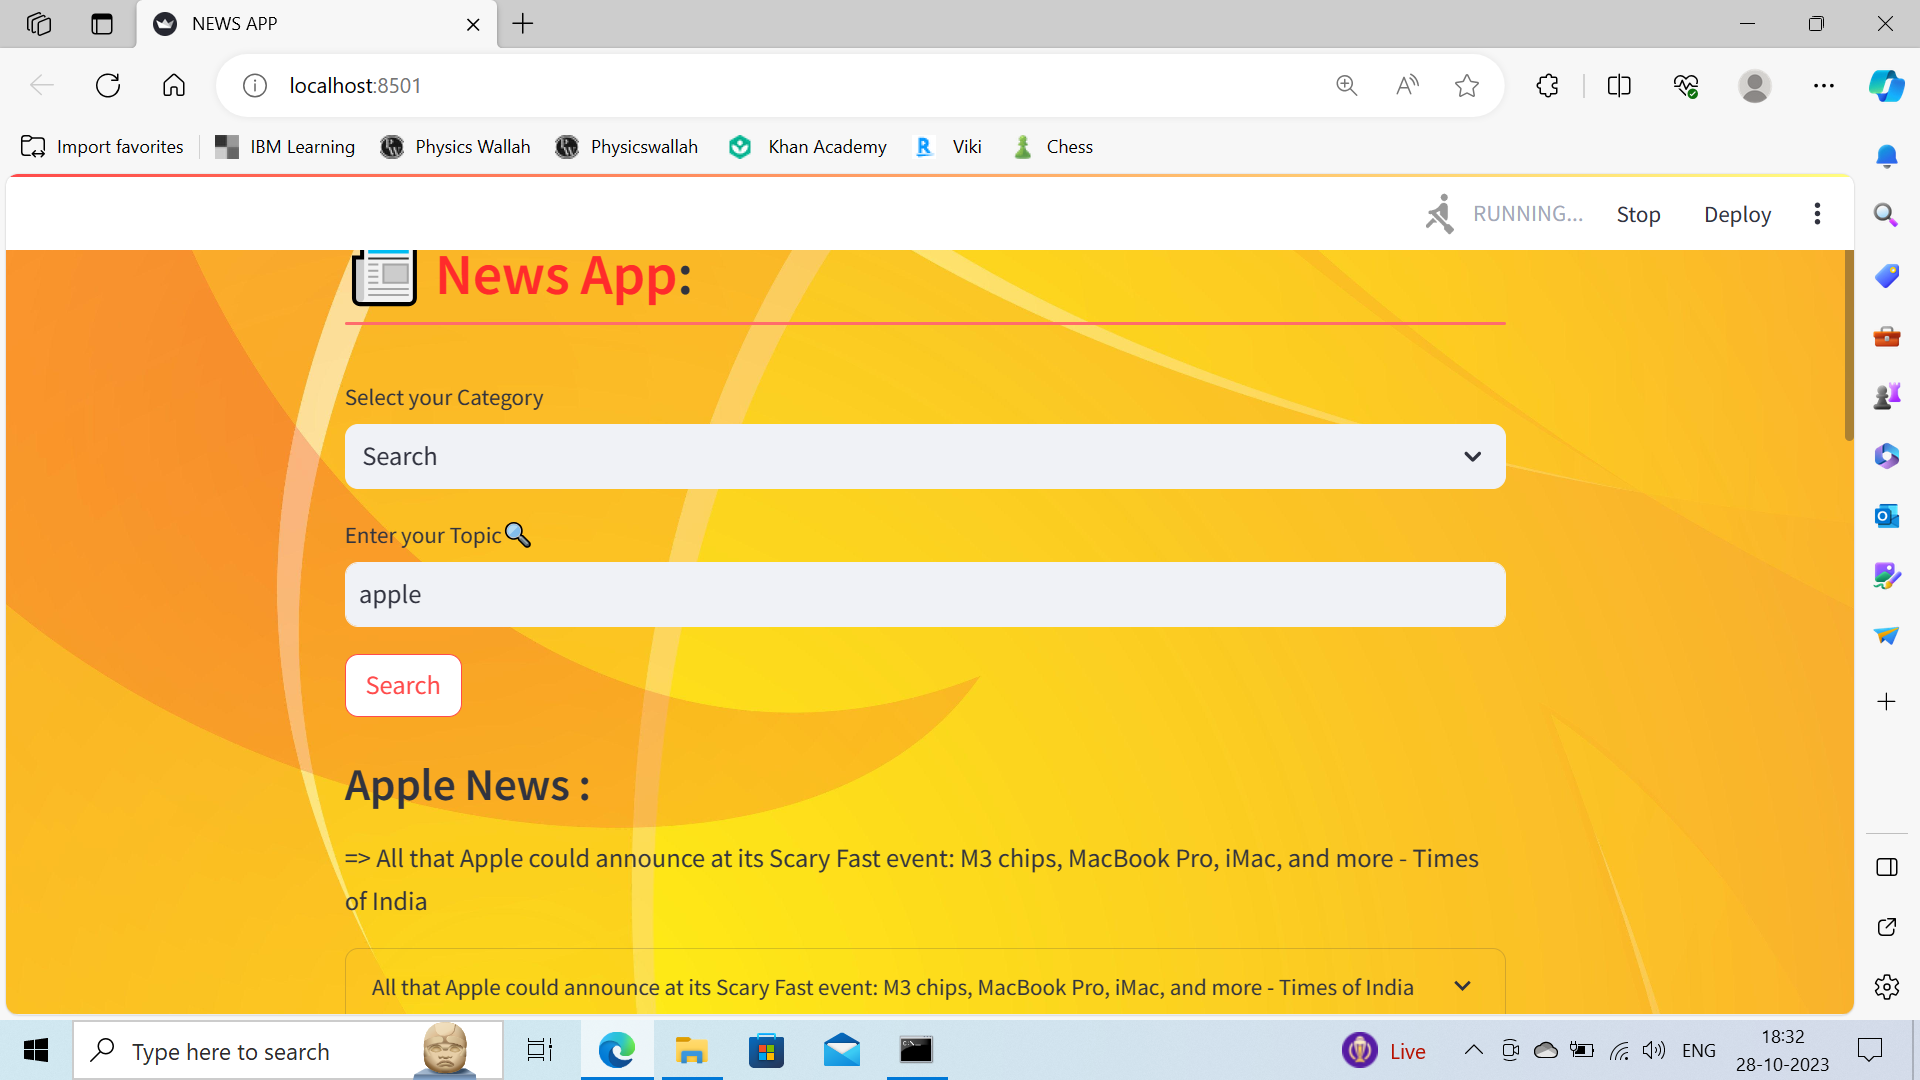 NEWS APP
localhost:8501
Import favorites
IBM Learning
Physics Wallah
Physicswallah
Khan Academy
Viki
Chess
RUNNING...
Stop
Deploy
News App:
Select your Category
Search
Enter your Topic
apple
Search
Apple News :
=> All that Apple could announce at its Scary Fast event: M3 chips, MacBook Pro, iMac, and more - Times
of India
All that Apple could announce at its Scary Fast event: M3 chips, MacBook Pro, iMac, and more - Times of India
Type here to search
Live
ENG
18:32
28-10-2023